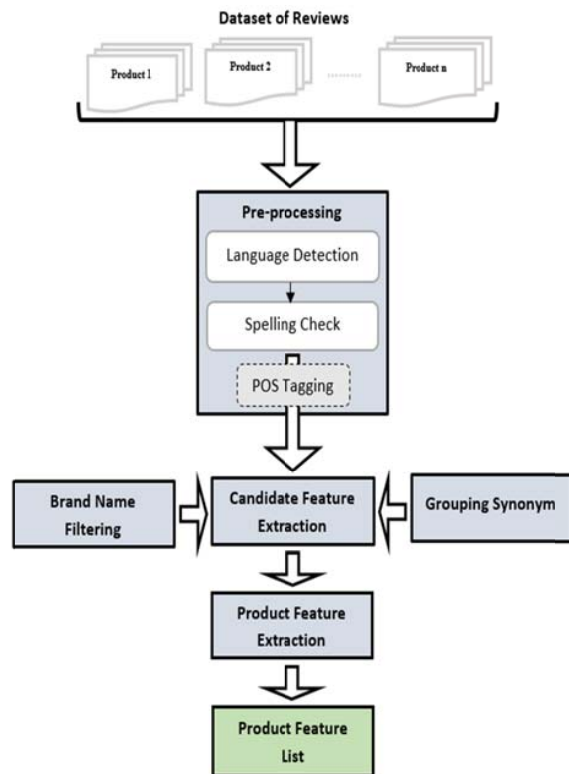 Dataset of Reviews
Product 1
Product 2
........
Product n
Pre-processing
Language Detection
Spelling Check
POS Tagging
Brand Name
Filtering
Candidate Feature
Extraction
Grouping Synonym
Product Feature
Extraction
Product Feature
List